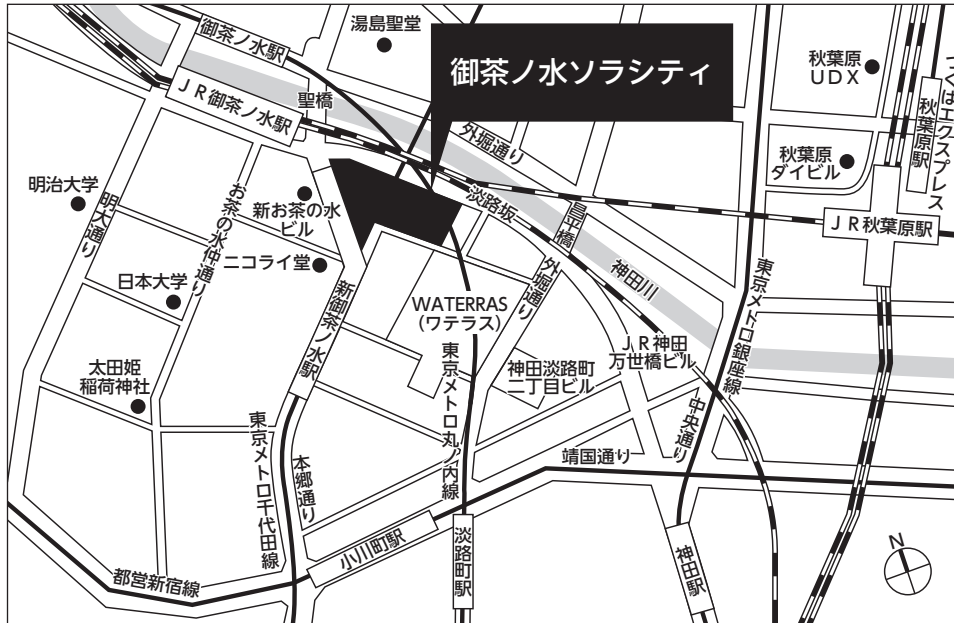 湯島聖堂
御茶ノ水駅
御茶ノ水ソラシティ
秋葉原
UDX
つくばエクスプレス
秋葉原駅
JR御茶ノ水駅
聖橋
外堀通り
秋葉原
ダイビル
明治大学
明大通り
お茶の水仲通り
新お茶の水
ビル
淡路坂
昌平橋
JR秋葉原駅
ニコライ堂
日本大学
新御茶ノ水駅
WATERRAS
(ワテラス)
外堀通り
神田川
東京メトロ銀座線
JR神田
万世橋ビル
太田姫
稲荷神社
東京メトロ丸ノ内線
神田淡路町
二丁目ビル
東京メトロ千代田線
本郷通り
中央通り
靖国通り
小川町駅
淡路町駅
神田駅
都営新宿線
N